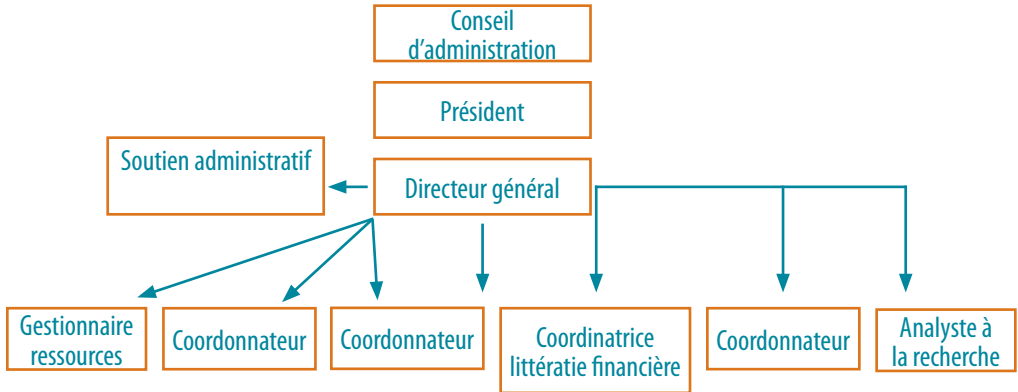 Conseil
d'administration
Président
Soutien administratif
Directeur général
Gestionnaire
ressources
Coordonnateur
Coordonnateur
Coordinatrice
littératie financière
Coordonnateur
Analyste à
la recherche